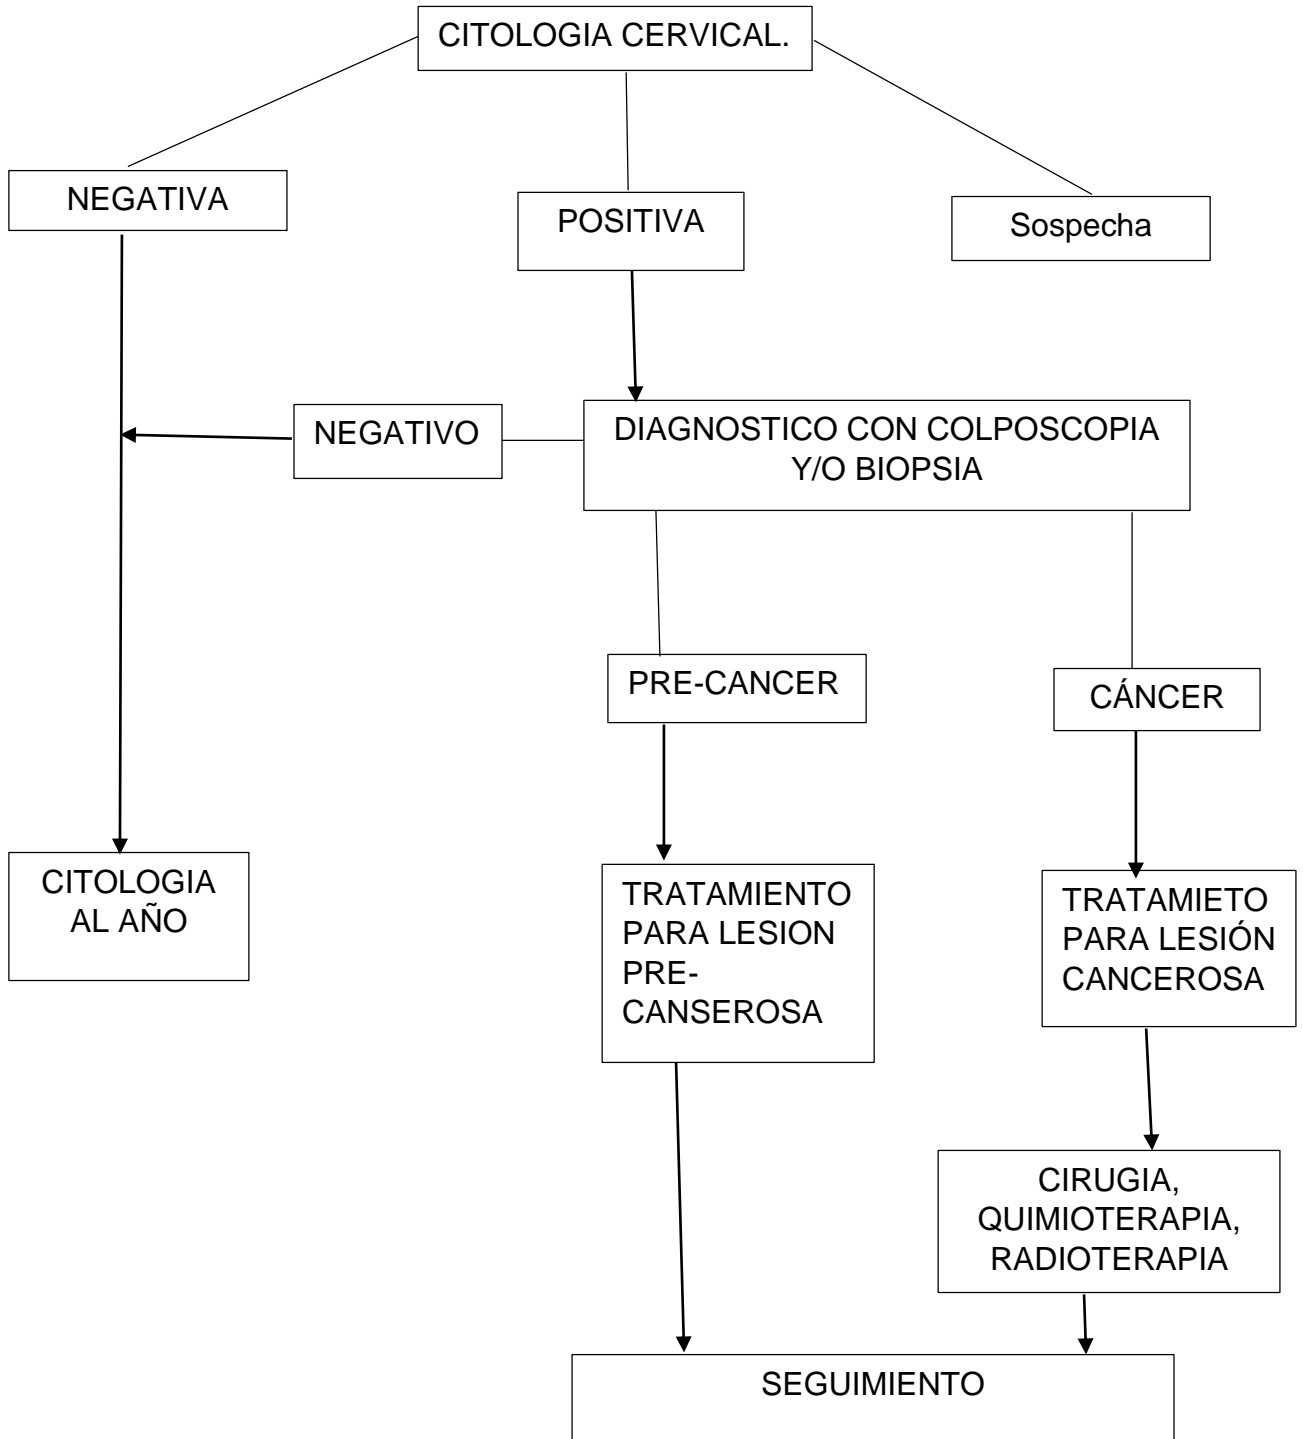 CITOLOGIA CERVICAL.
NEGATIVA
POSITIVA
Sospecha
NEGATIVO
DIAGNOSTICO CON COLPOSCOPIA
Y/O BIOPSIA
PRE-CANCER
CÁNCER
CITOLOGIA
AL AÑO
TRATAMIENTO
PARA LESION
PRE-
CANSEROSA
TRATAMIETO
PARA LESIÓN
CANCEROSA
CIRUGIA,
QUIMIOTERAPIA,
RADIOTERAPIA
SEGUIMIENTO